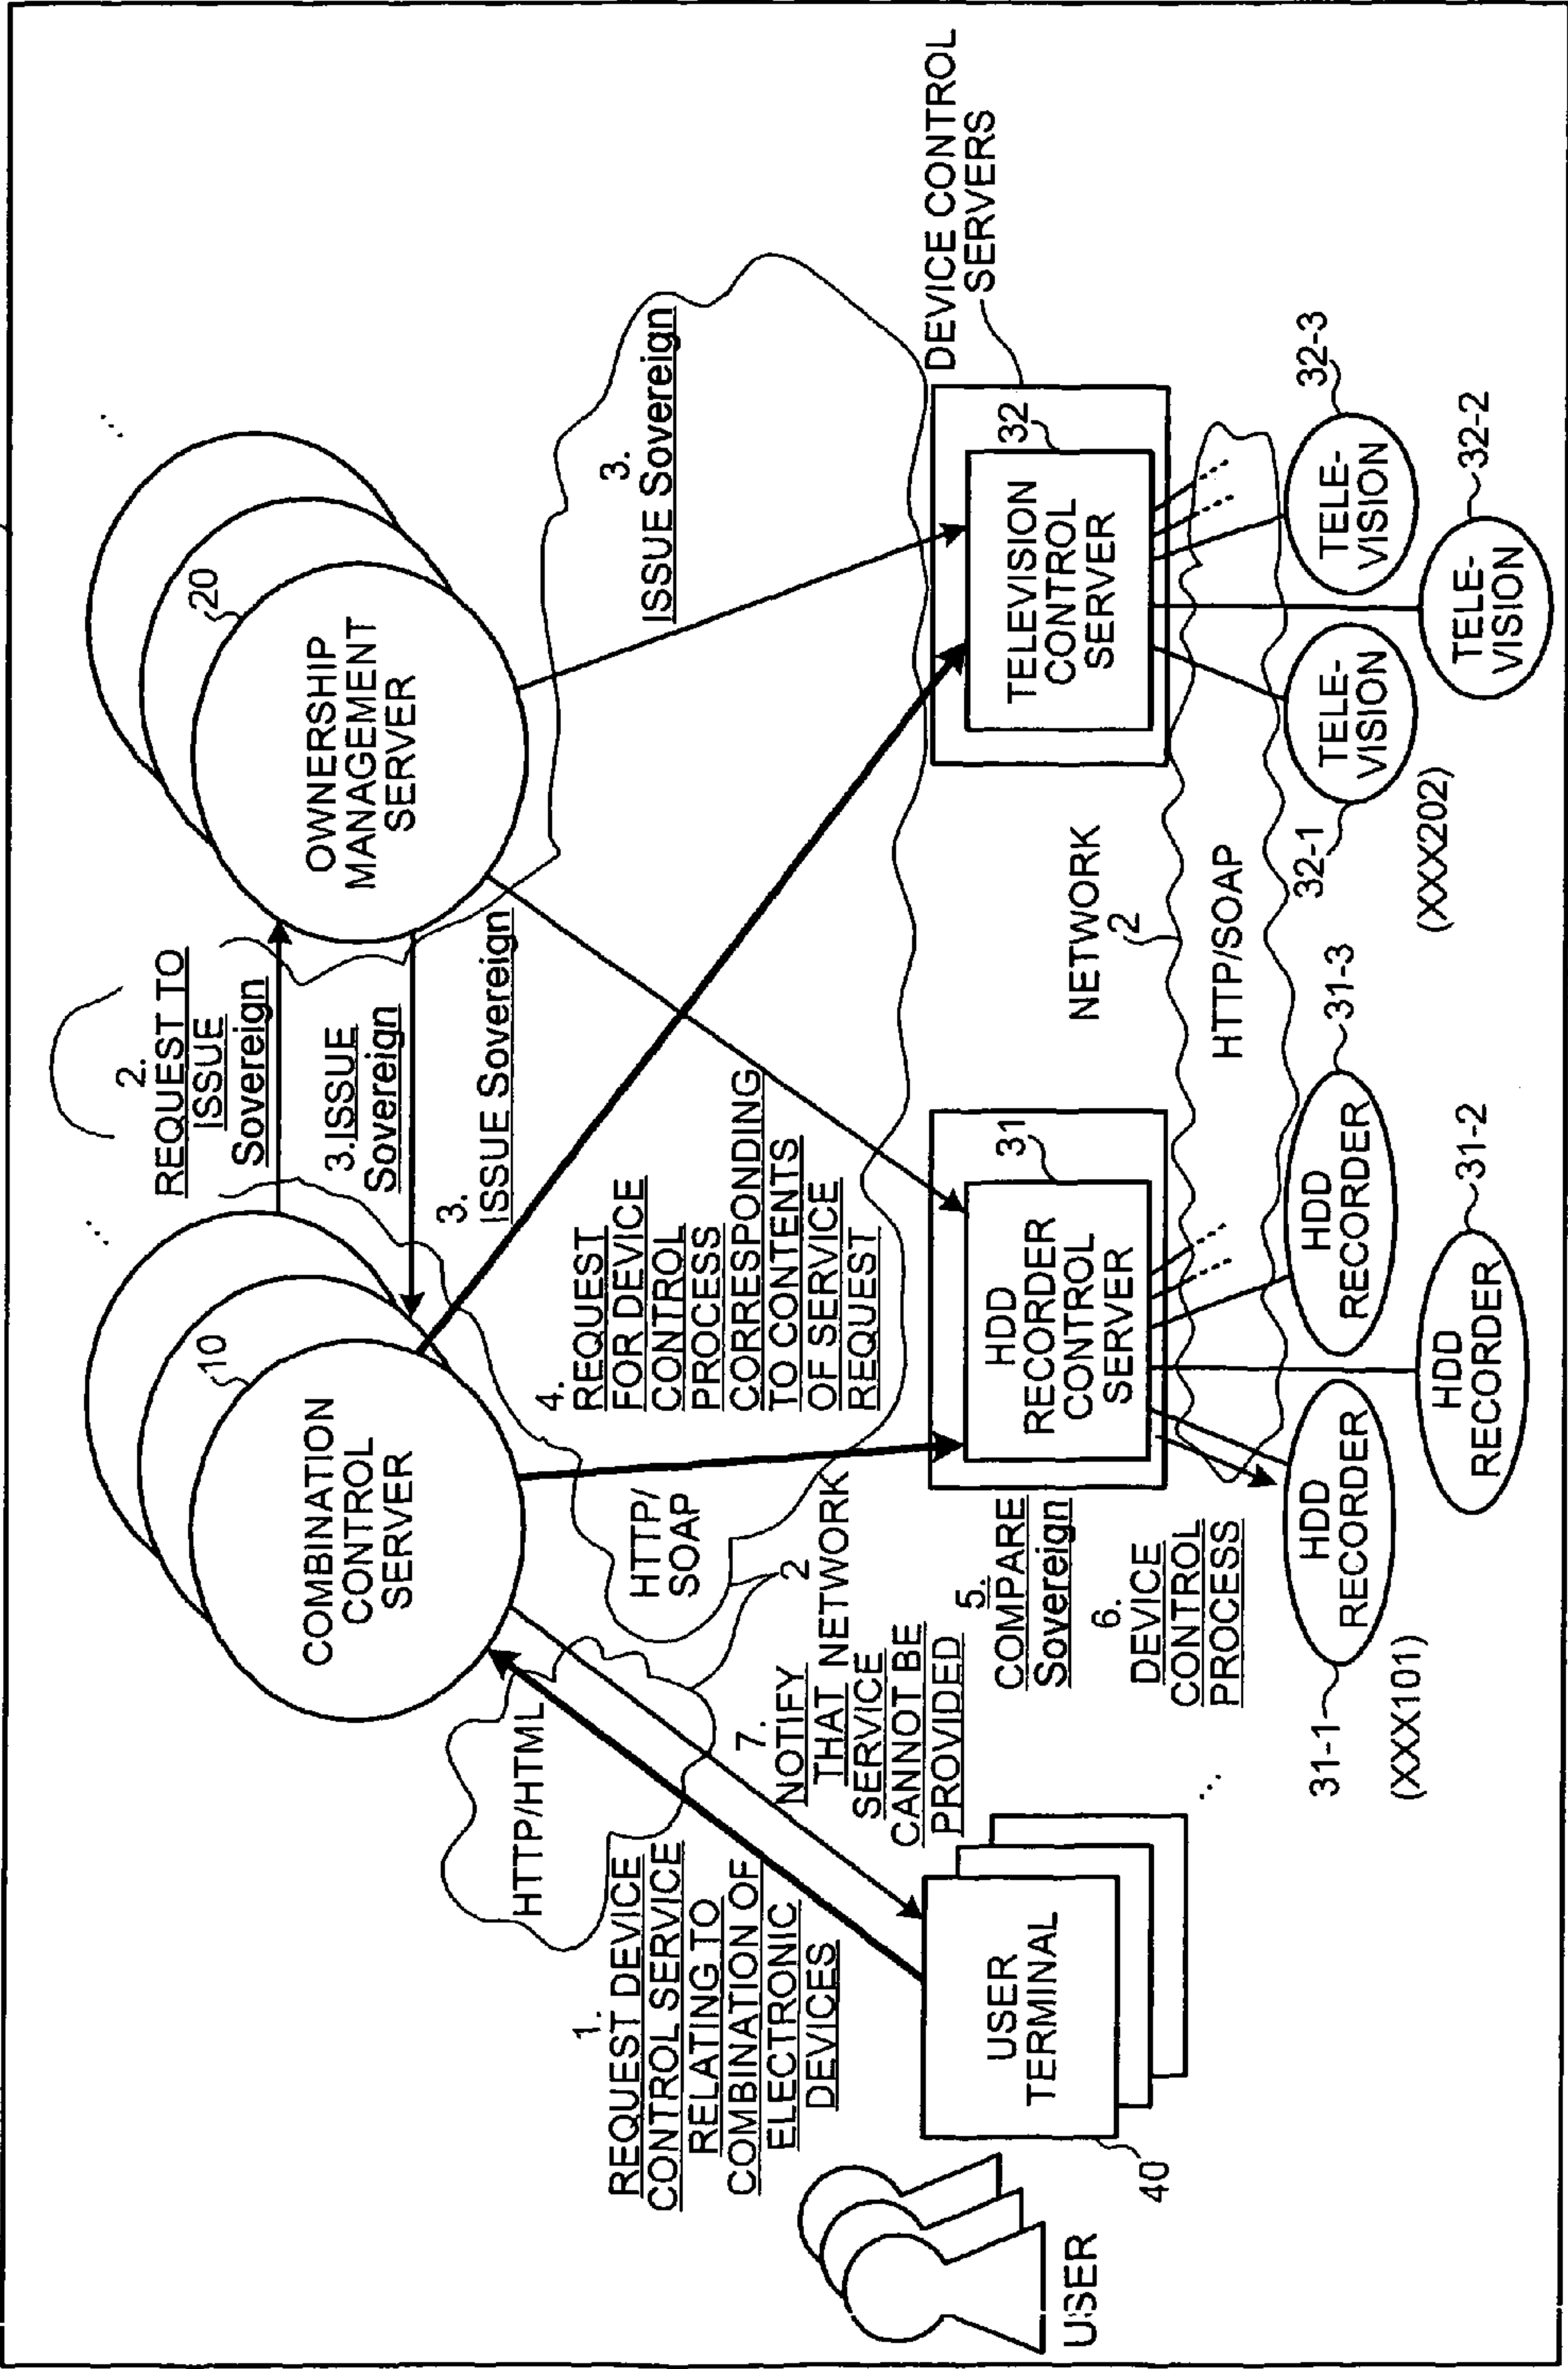 COMBINATION
CONTROL
SERVER
10
2.
REQUEST TO
ISSUE
Sovereign
3.ISSUE
Sovereign
OWNERSHIP
MANAGEMENT
SERVER
20
3.
ISSUE Sovereign
3.
ISSUE Sovereign
HTTP/HTML
HTTP/
SOAP
NETWORK
2
4.
REQUEST
FOR DEVICE
CONTROL
PROCESS
CORRESPONDING
TO CONTENTS
OF SERVICE
REQUEST
1.
REQUEST DEVICE
CONTROL SERVICE
RELATING TO
COMBINATION OF
ELECTRONIC
DEVICES
7.
NOTIFY
THAT
SERVICE
CANNOT BE
PROVIDED
USER
USER
TERMINAL
40
5.
COMPARE
Sovereign
6.
DEVICE
CONTROL
PROCESS
HDD
RECORDER
CONTROL
SERVER
31
NETWORK
2
HTTP/SOAP
DEVICE CONTROL
SERVERS
TELEVISION
CONTROL
SERVER
32
HDD
RECORDER
31-1
(XXX101)
HDD
RECORDER
31-2
HDD
RECORDER
31-3
TELE-
VISION
32-1
(XXX202)
TELE-
VISION
32-2
TELE-
VISION
32-3